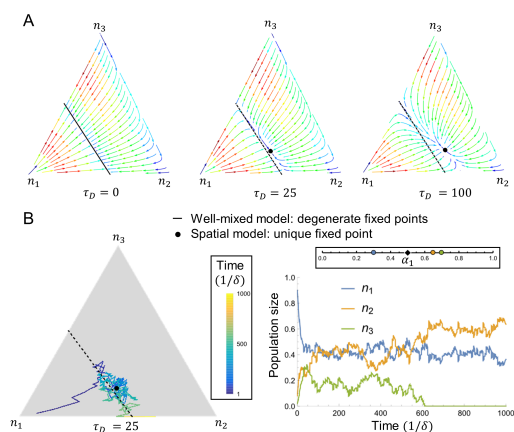 A
n3 n3 n3
n1 n2 n1 n2 n1 n2
τD = 0 τD = 25 τD = 100
B
— Well-mixed model: degenerate fixed points
● Spatial model: unique fixed point
n3
Time
(1/δ)
1000
500
1
n1 n2
τD = 25
0.0 0.2 0.4 0.6 0.8 1.0
α1
Population size
1.0
0.8
0.6
0.4
0.2
0.0
n1
n2
n3
0 200 400 600 800 1000
Time (1/δ)